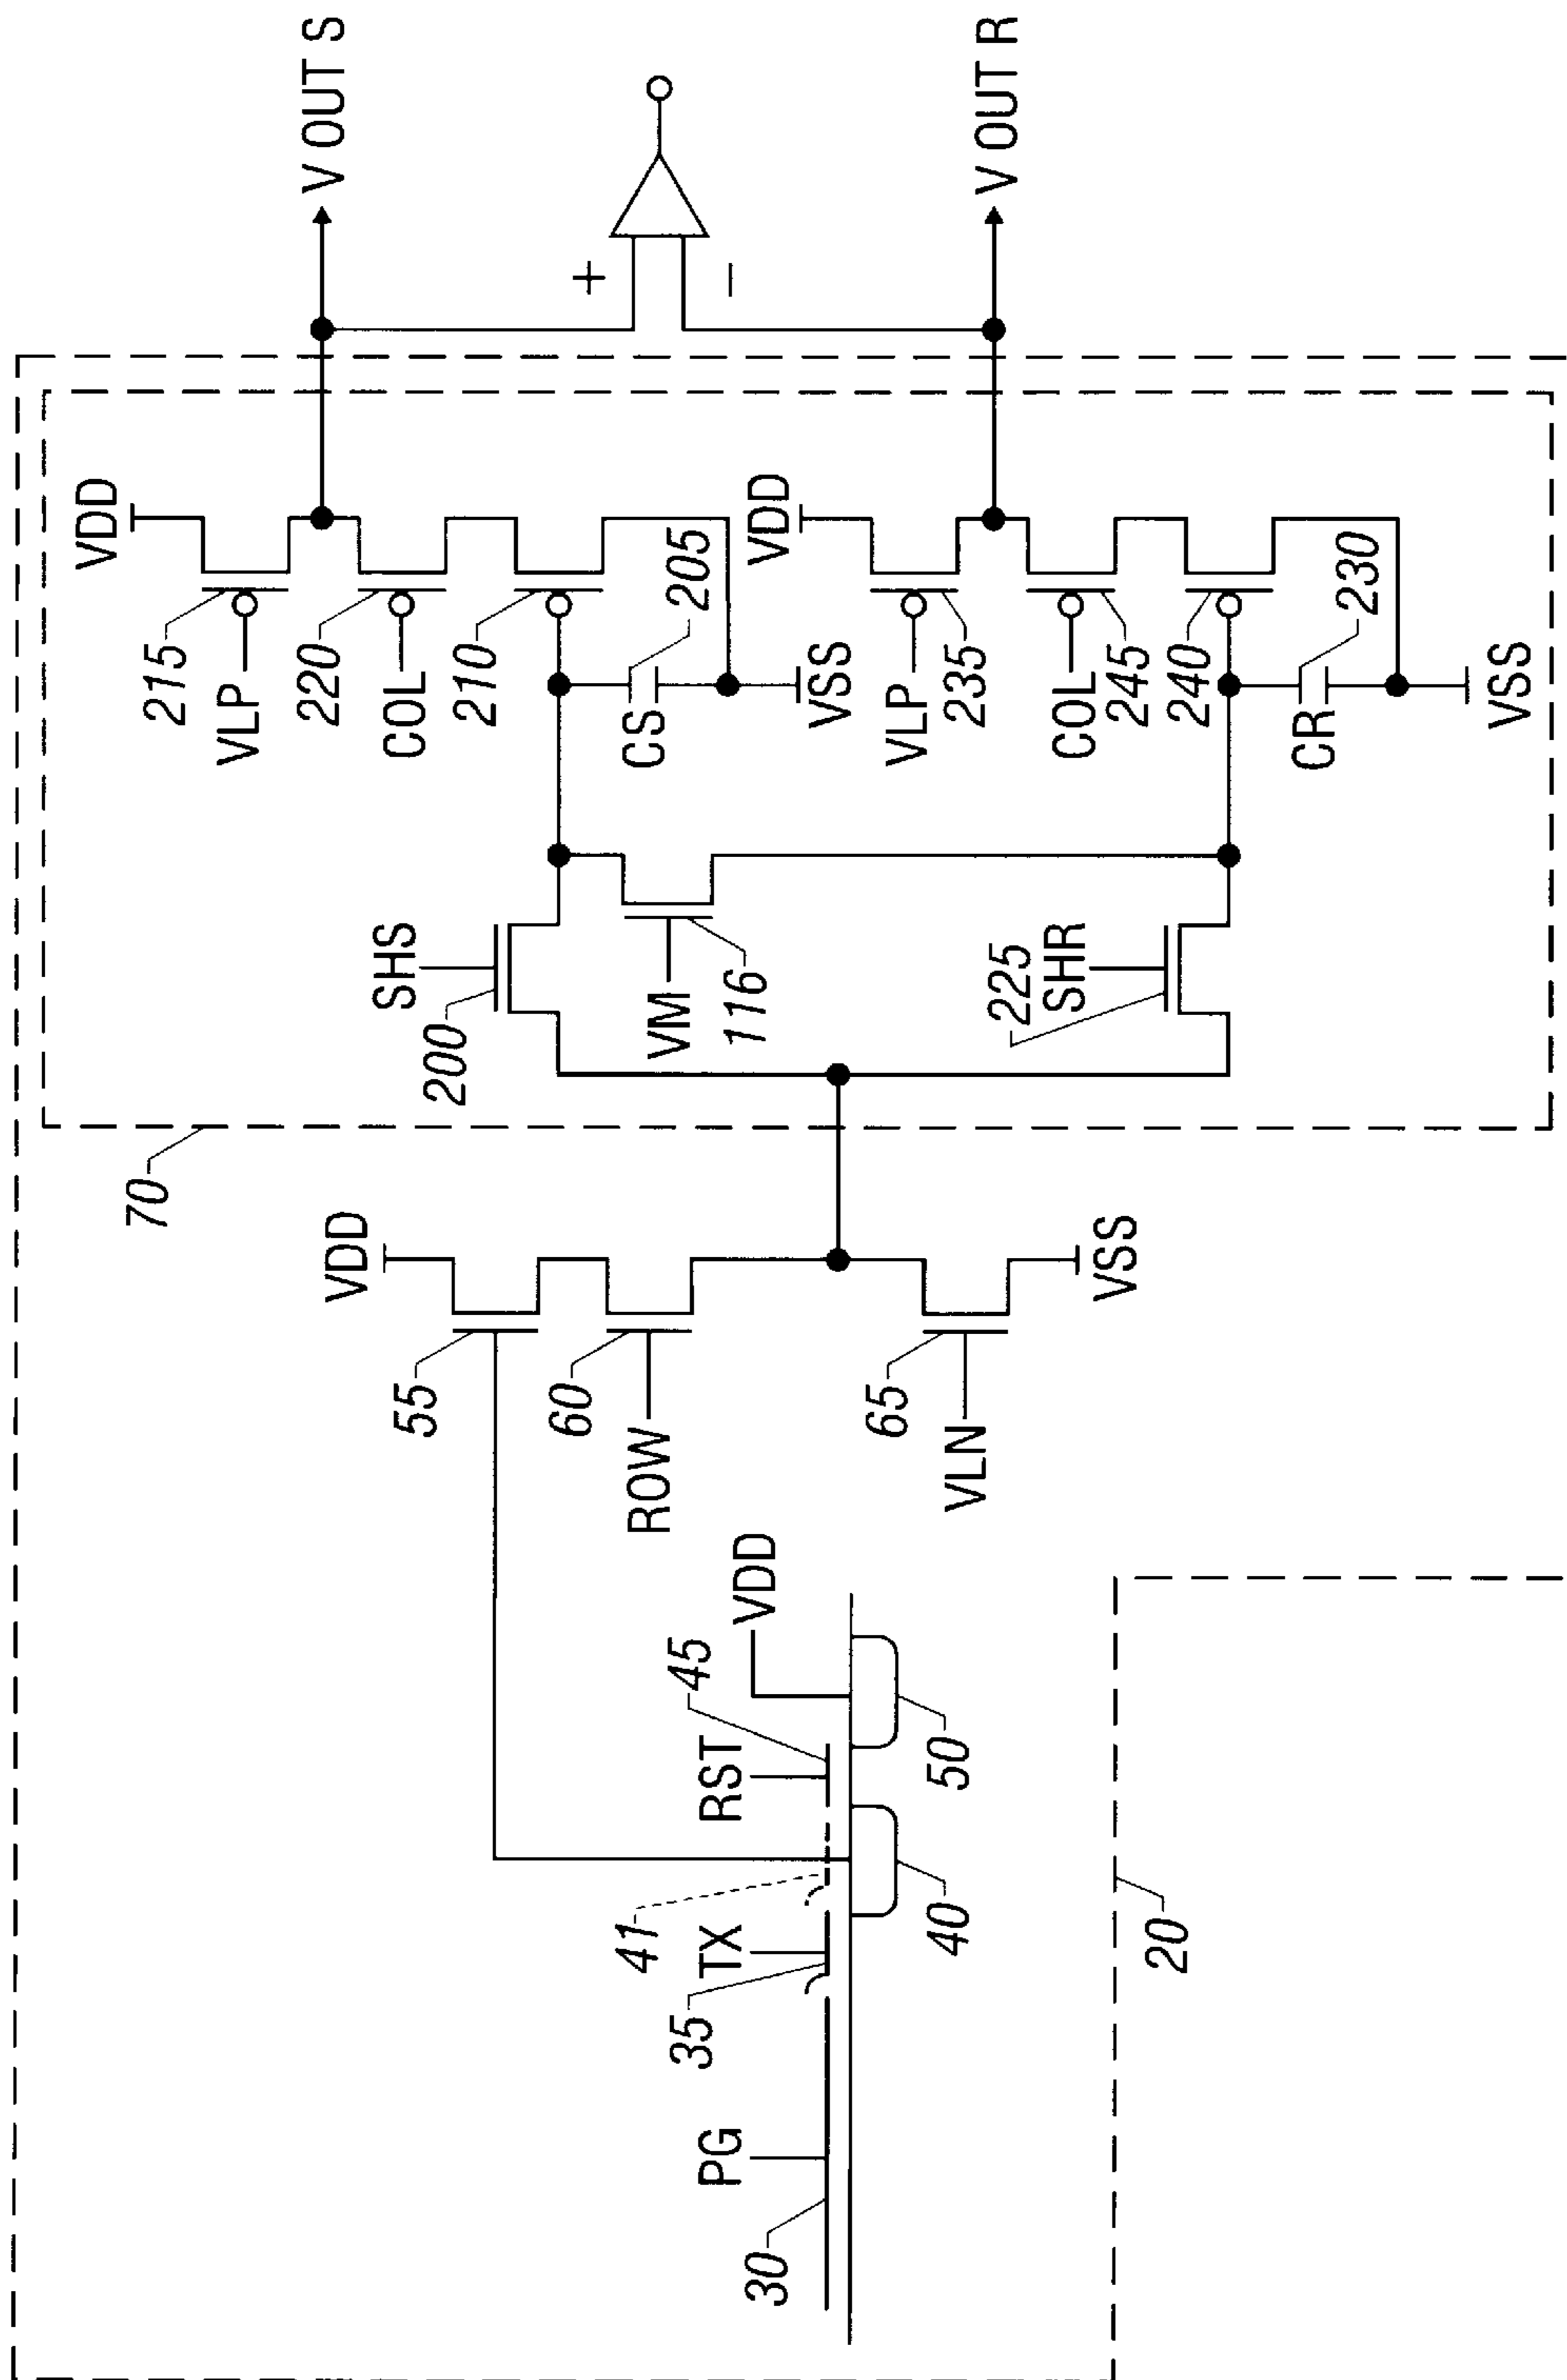 70
VDD
215
VLP
220
COL
210
CS
205
VSS
V OUT S
+
−
SHS
200
VM
116
225
SHR
VDD
VLP
235
COL
245
240
CR
230
VSS
V OUT R
VDD
55
60
ROW
65
VLN
VSS
PG
30
35
TX
41
RST
45
VDD
40
50
20